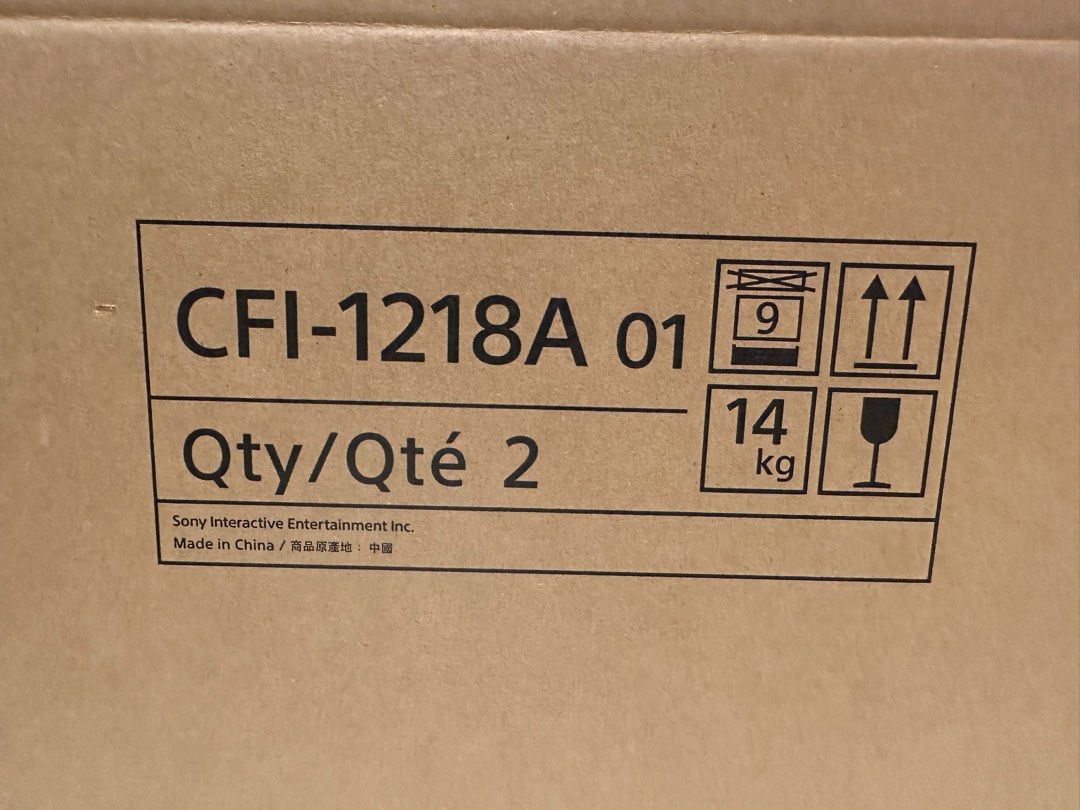 CFI-1218A 01
9
14
kg
Qty/Qté 2
Sony Interactive Entertainment Inc.
Made in China / 商品原產地 : 中國